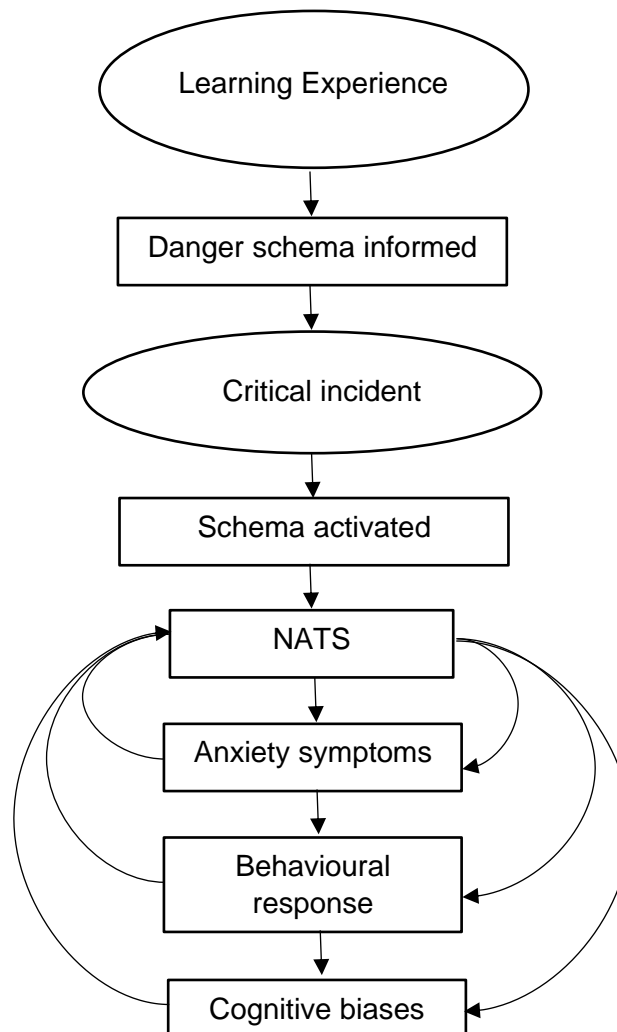 Learning Experience
Danger schema informed
Critical incident
Schema activated
NATS
Anxiety symptoms
Behavioural
response
Cognitive biases